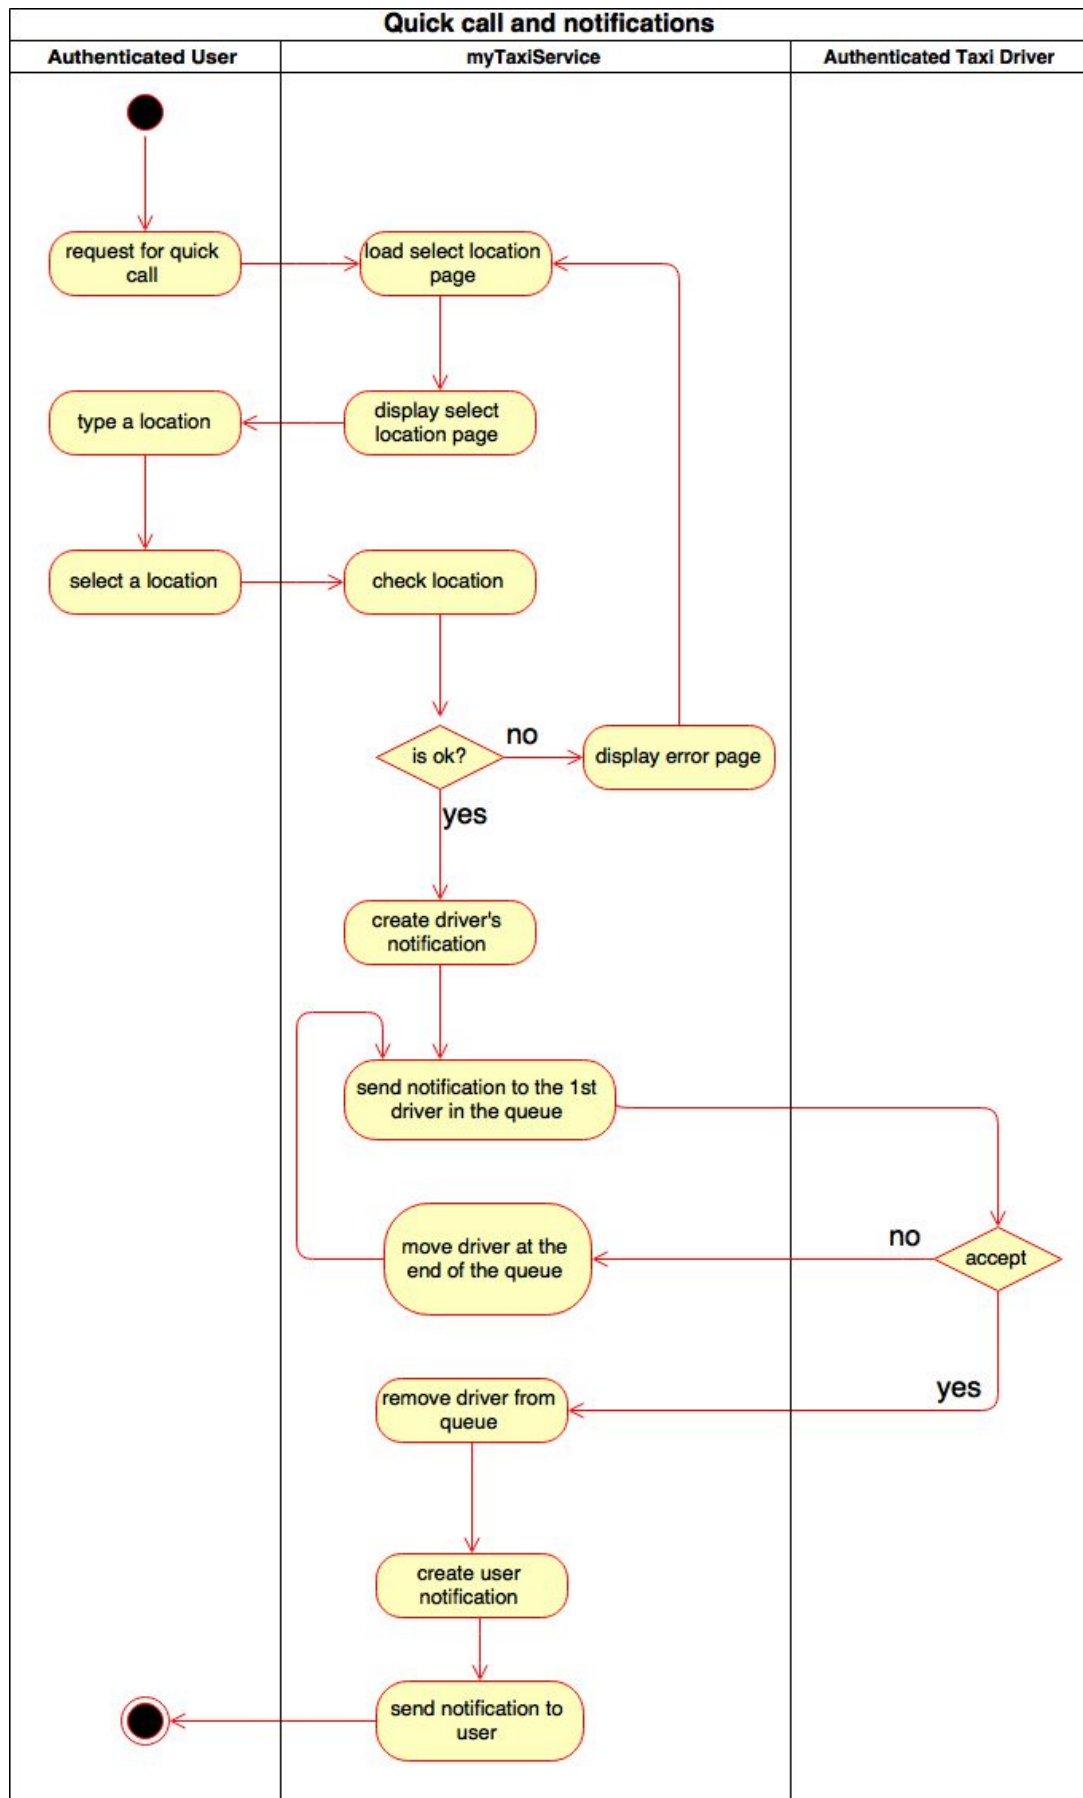 Quick call and notifications
Authenticated User
myTaxiService
Authenticated Taxi Driver
request for quick
call
load select location
page
type a location
display select
location page
select a location
check location
is ok?
no
display error page
yes
create driver's
notification
send notification to the 1st
driver in the queue
move driver at the
end of the queue
no
accept
yes
remove driver from
queue
create user
notification
send notification to
user